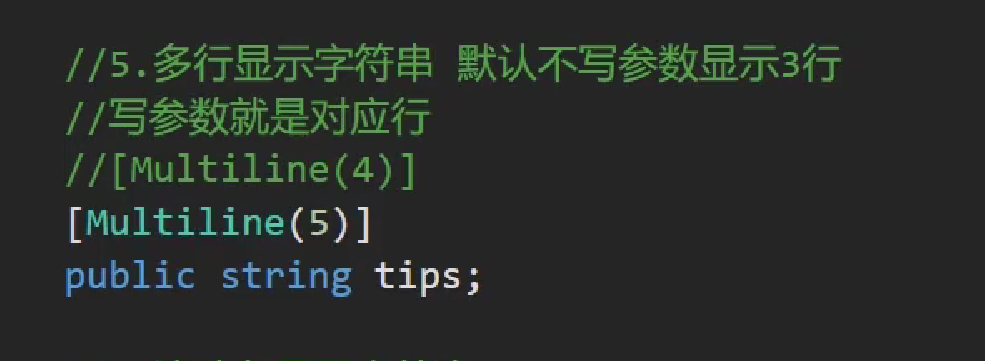 //5.多行显示字符串 默认不写参数显示3行
//写参数就是对应行
//[Multiline(4)]
[Multiline(5)]
public string tips;